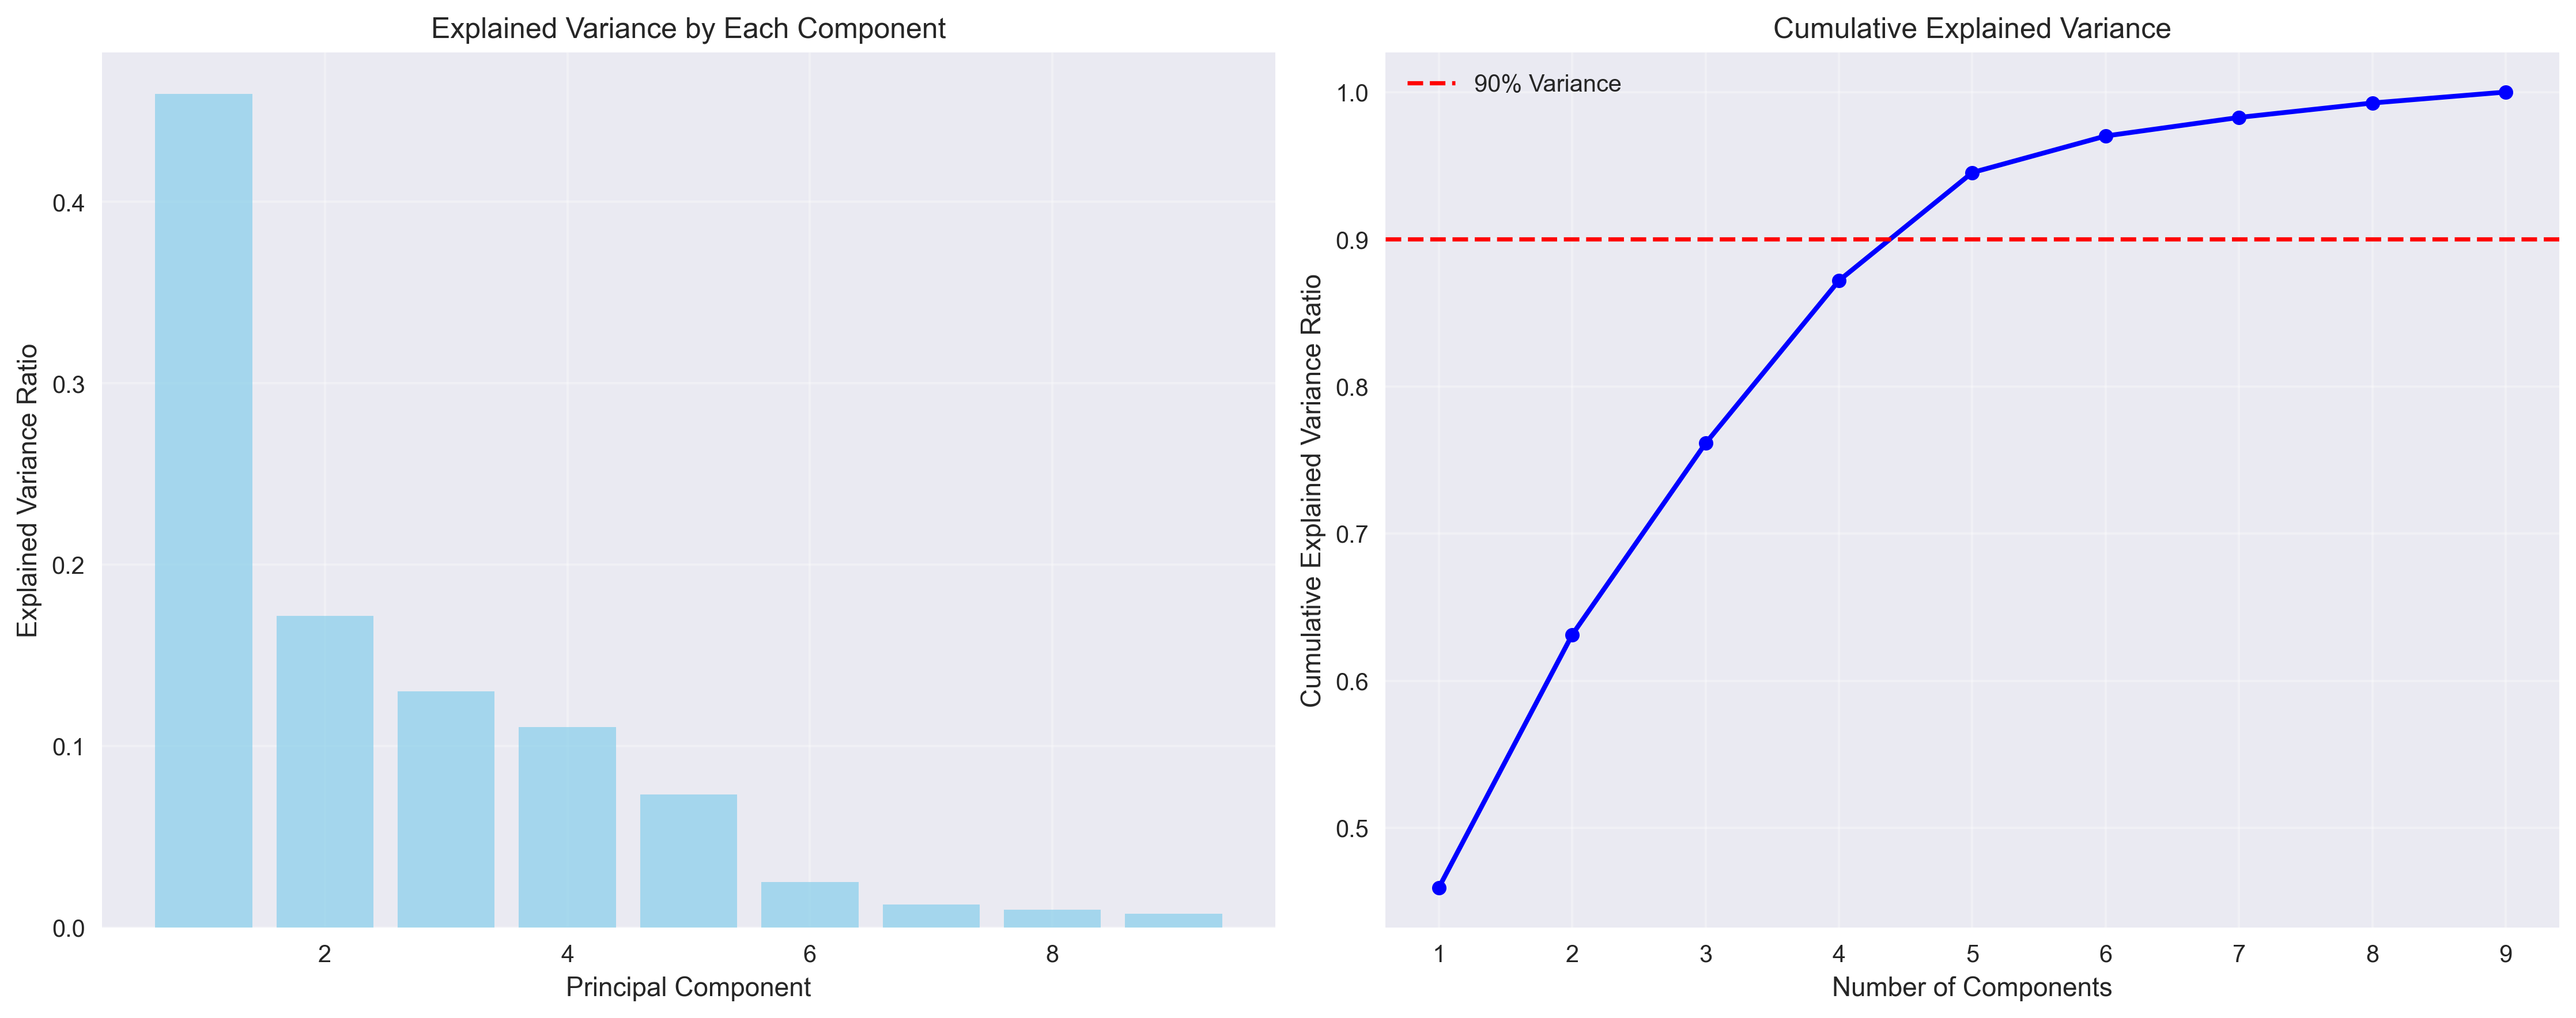 Explained Variance by Each Component
Explained Variance Ratio
0.4
0.3
0.2
0.1
0.0
2 4 6 8
Principal Component
Cumulative Explained Variance
90% Variance
Cumulative Explained Variance Ratio
1.0
0.9
0.8
0.7
0.6
0.5
1 2 3 4 5 6 7 8 9
Number of Components